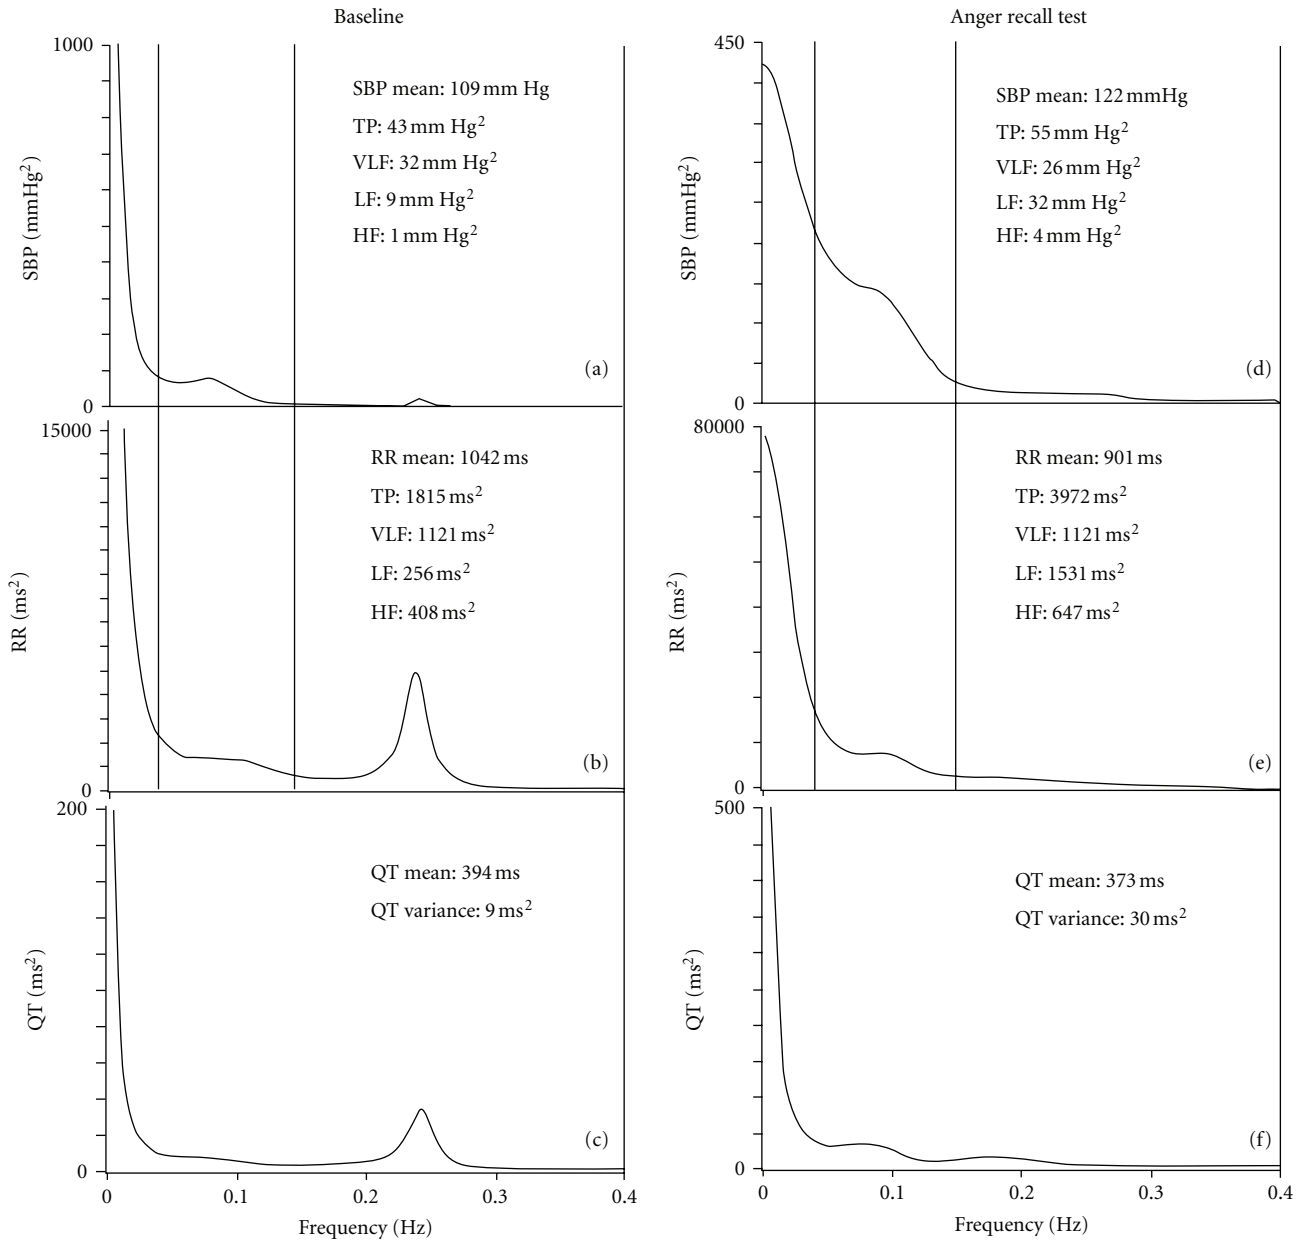 Baseline
1000
SBP (mmHg²)
SBP mean: 109 mm Hg
TP: 43 mm Hg²
VLF: 32 mm Hg²
LF: 9 mm Hg²
HF: 1 mm Hg²
(a)
0
15000
RR (ms²)
RR mean: 1042 ms
TP: 1815 ms²
VLF: 1121 ms²
LF: 256 ms²
HF: 408 ms²
(b)
0
200
QT (ms²)
QT mean: 394 ms
QT variance: 9 ms²
(c)
0
0 0.1 0.2 0.3 0.4
Frequency (Hz)
Anger recall test
450
SBP (mmHg²)
SBP mean: 122 mmHg
TP: 55 mm Hg²
VLF: 26 mm Hg²
LF: 32 mm Hg²
HF: 4 mm Hg²
(d)
0
80000
RR (ms²)
RR mean: 901 ms
TP: 3972 ms²
VLF: 1121 ms²
LF: 1531 ms²
HF: 647 ms²
(e)
0
500
QT (ms²)
QT mean: 373 ms
QT variance: 30 ms²
(f)
0
0 0.1 0.2 0.3 0.4
Frequency (Hz)